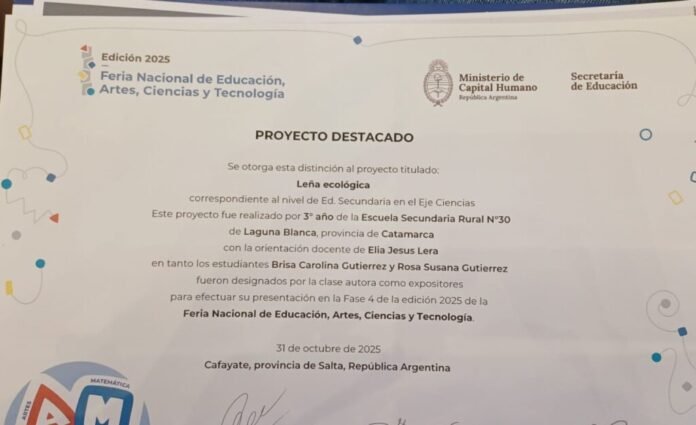 Edición 2025
Feria Nacional de Educación,
Artes, Ciencias y Tecnología
Ministerio de
Capital Humano
República Argentina
Secretaría
de Educación
PROYECTO DESTACADO
Se otorga esta distinción al proyecto titulado:
Leña ecológica
correspondiente al nivel de Ed. Secundaria en el Eje Ciencias
Este proyecto fue realizado por 3° año de la Escuela Secundaria Rural N°30
de Laguna Blanca, provincia de Catamarca
con la orientación docente de Elia Jesus Lera
en tanto los estudiantes Brisa Carolina Gutierrez y Rosa Susana Gutierrez
fueron designados por la clase autora como expositores
para efectuar su presentación en la Fase 4 de la edición 2025 de la
Feria Nacional de Educación, Artes, Ciencias y Tecnología.
31 de octubre de 2025
Cafayate, provincia de Salta, República Argentina
MATEMÁTICA
ARTES
A
M